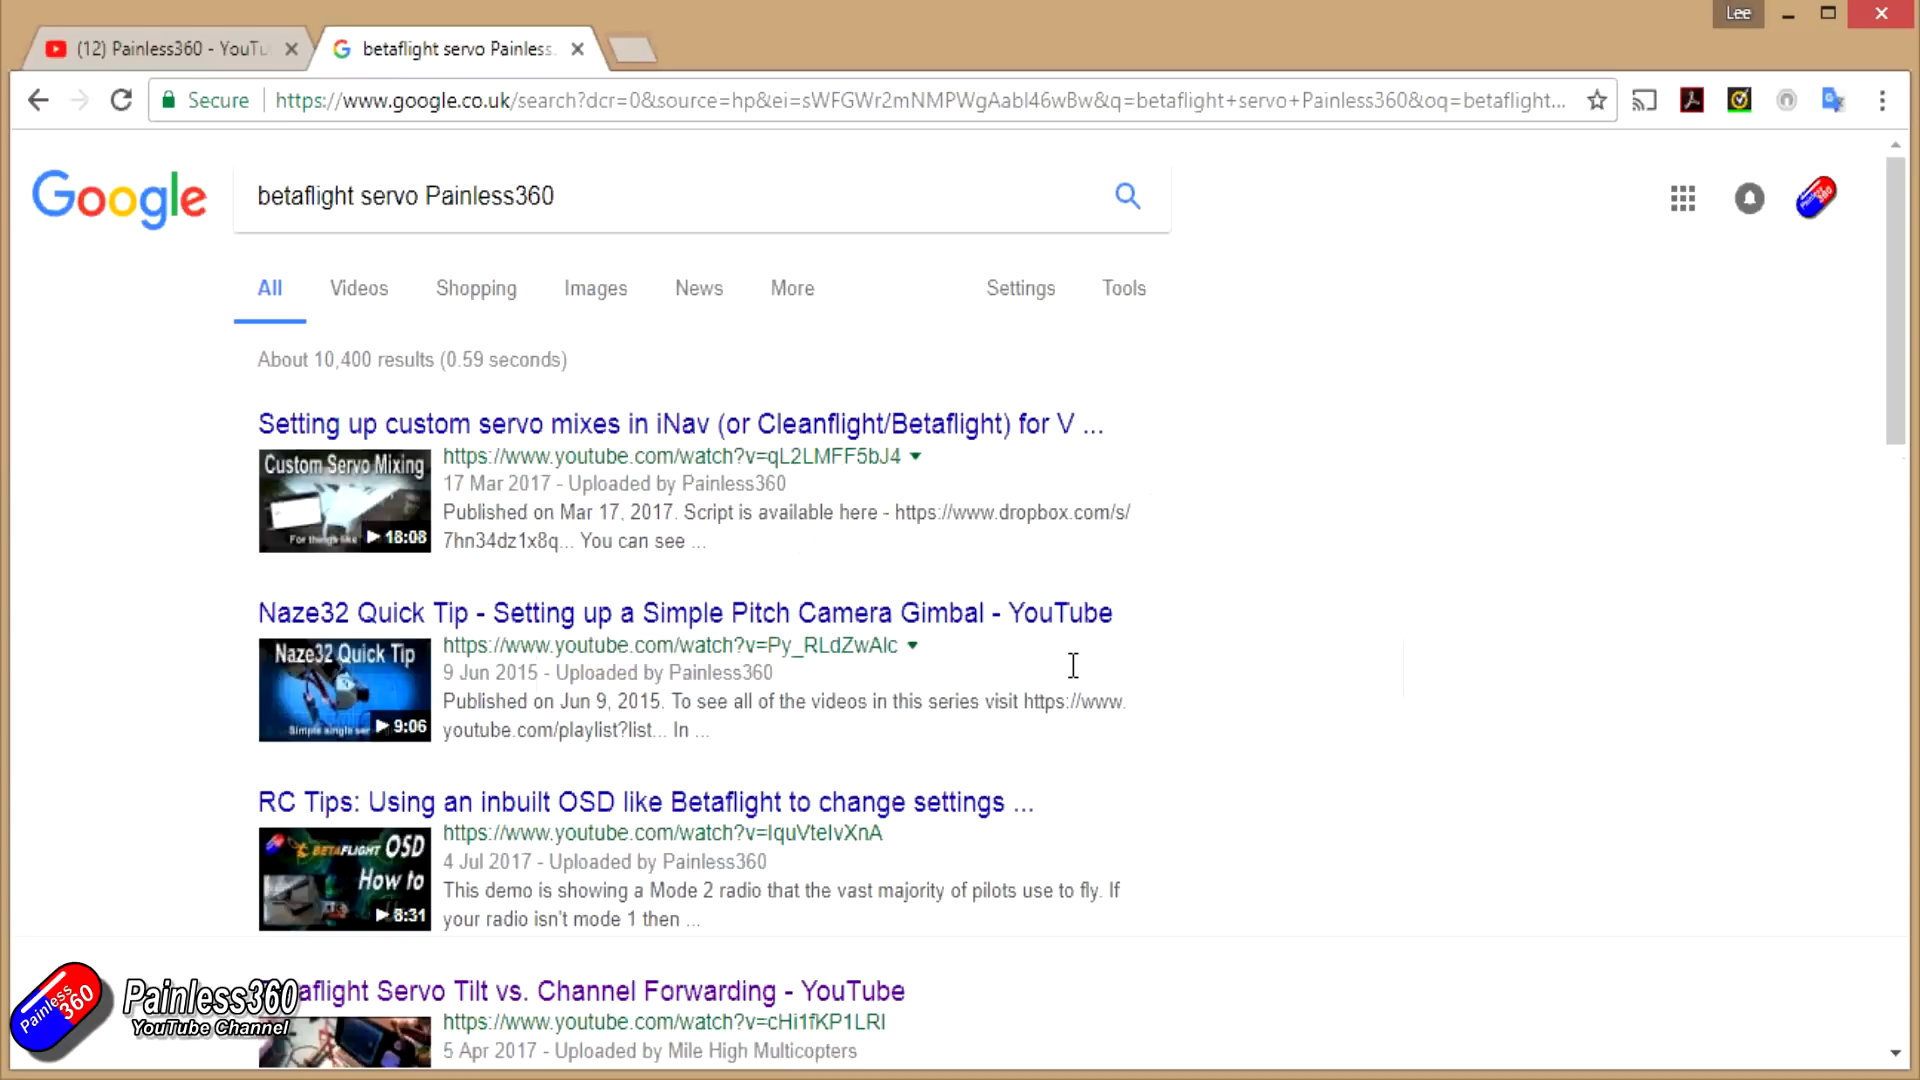 Lee
(12) Painless360 - YouTu
betaflight servo Painless
Secure https://www.google.co.uk/search?dcr=0&source=hp&ei=sWFGWr2mNMPWgAabl46wBw&q=betaflight+servo+Painless360&oq=betaflight...
Google
betaflight servo Painless360
All Videos Shopping Images News More Settings Tools
About 10,400 results (0.59 seconds)
Setting up custom servo mixes in iNav (or Cleanflight/Betaflight) for V ...
Custom Servo Mixing
For things like
18:08
https://www.youtube.com/watch?v=qL2LMFF5bJ4
17 Mar 2017 - Uploaded by Painless360
Published on Mar 17, 2017. Script is available here - https://www.dropbox.com/s/
7hn34dz1x8q... You can see ...
Naze32 Quick Tip - Setting up a Simple Pitch Camera Gimbal - YouTube
Naze32 Quick Tip
Simple single ser
9:06
https://www.youtube.com/watch?v=Py_RLdZwAlc
9 Jun 2015 - Uploaded by Painless360
Published on Jun 9, 2015. To see all of the videos in this series visit https://www.
youtube.com/playlist?list... In ...
RC Tips: Using an inbuilt OSD like Betaflight to change settings ...
BETAFLIGHT OSD
How to
8:31
https://www.youtube.com/watch?v=IquVteIvXnA
4 Jul 2017 - Uploaded by Painless360
This demo is showing a Mode 2 radio that the vast majority of pilots use to fly. If
your radio isn't mode 1 then ...
aflight Servo Tilt vs. Channel Forwarding - YouTube
https://www.youtube.com/watch?v=cHi1fKP1LRI
5 Apr 2017 - Uploaded by Mile High Multicopters
Painless 360
Painless360
YouTube Channel